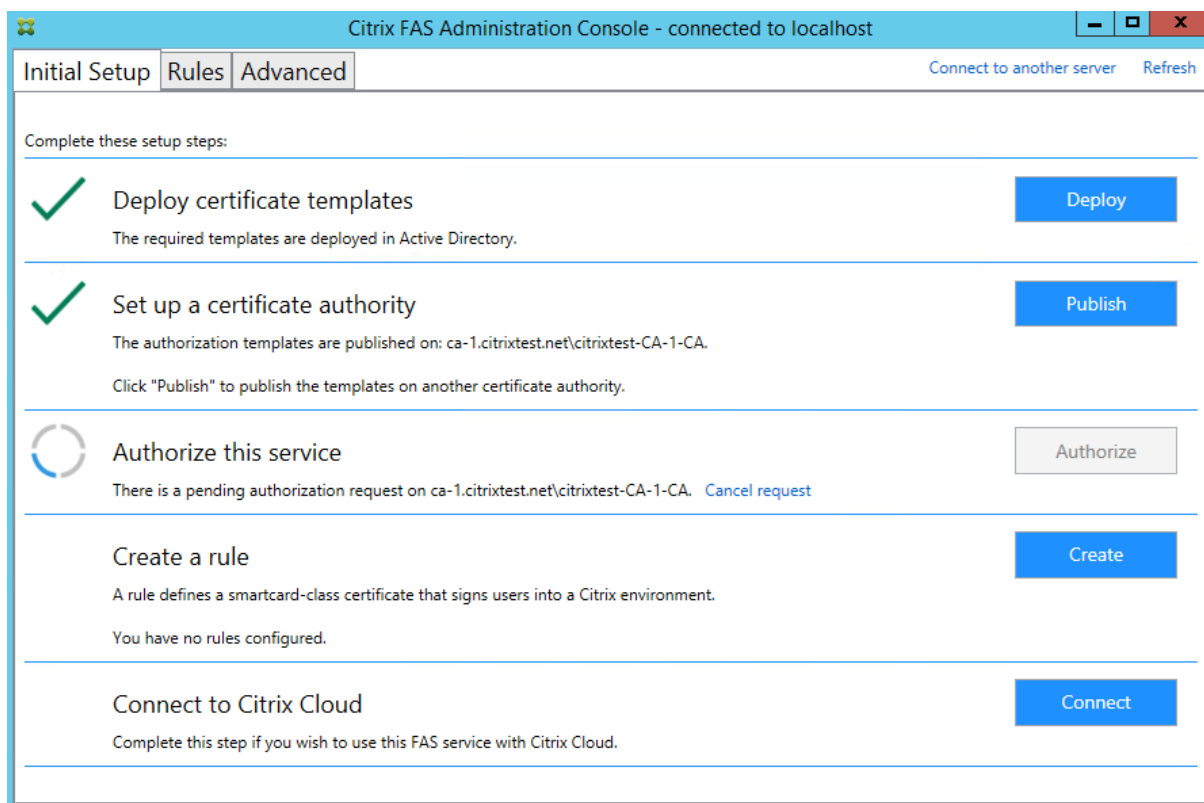 Citrix FAS Administration Console - connected to localhost
Initial Setup Rules Advanced Connect to another server Refresh
Complete these setup steps:
Deploy certificate templates
Deploy
The required templates are deployed in Active Directory.
Set up a certificate authority
Publish
The authorization templates are published on: ca-1.citrixtest.net\citrixtest-CA-1-CA.
Click "Publish" to publish the templates on another certificate authority.
Authorize this service
Authorize
There is a pending authorization request on ca-1.citrixtest.net\citrixtest-CA-1-CA. Cancel request
Create a rule
Create
A rule defines a smartcard-class certificate that signs users into a Citrix environment.
You have no rules configured.
Connect to Citrix Cloud
Connect
Complete this step if you wish to use this FAS service with Citrix Cloud.